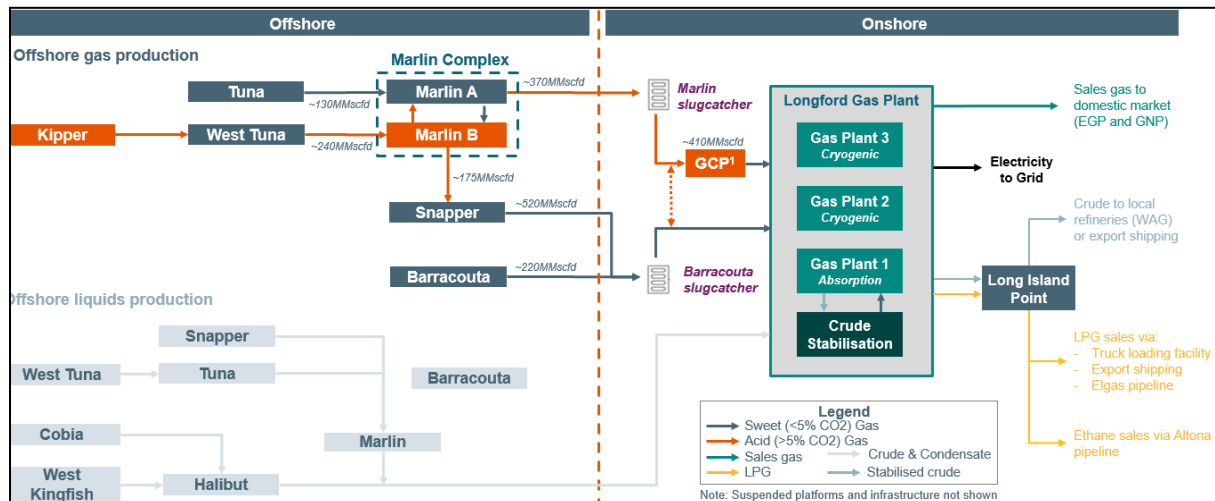 Offshore
Onshore
Offshore gas production
Marlin Complex
Tuna
~130MMscfd
Marlin A
~370MMscfd
Marlin
slugcatcher
Kipper
West Tuna
~240MMscfd
Marlin B
~175MMscfd
Snapper
~520MMscfd
Barracouta
~220MMscfd
Barracouta
slugcatcher
GCP¹
~410MMscfd
Longford Gas Plant
Gas Plant 3
Cryogenic
Gas Plant 2
Cryogenic
Gas Plant 1
Absorption
Crude
Stabilisation
Sales gas to
domestic market
(EGP and GNP)
Electricity
to Grid
Crude to local
refineries (WAG)
or export shipping
Long Island
Point
LPG sales via:
- Truck loading facility
- Export shipping
- Elgas pipeline
Ethane sales via Altona
pipeline
Offshore liquids production
Snapper
West Tuna
Tuna
Barracouta
Cobia
Marlin
West
Kingfish
Halibut
Legend
Sweet (<5% CO2) Gas
Acid (>5% CO2) Gas
Sales gas
Crude & Condensate
LPG
Stabilised crude
Note: Suspended platforms and infrastructure not shown